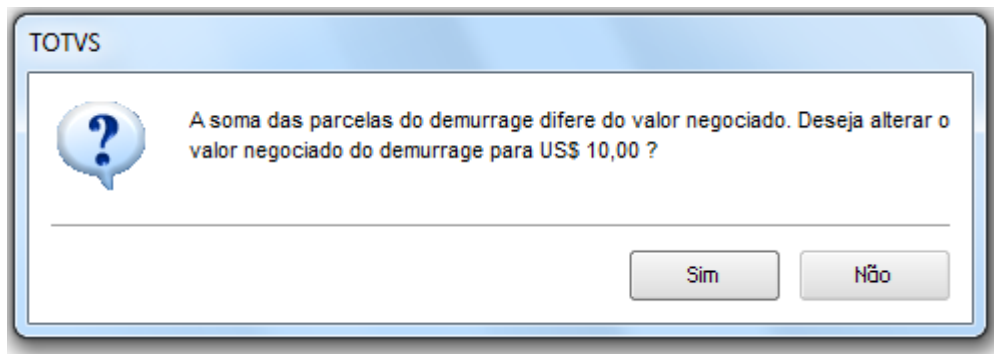 TOTVS
A soma das parcelas do demurrage difere do valor negociado. Deseja alterar o
valor negociado do demurrage para US$ 10,00 ?
Sim
Não